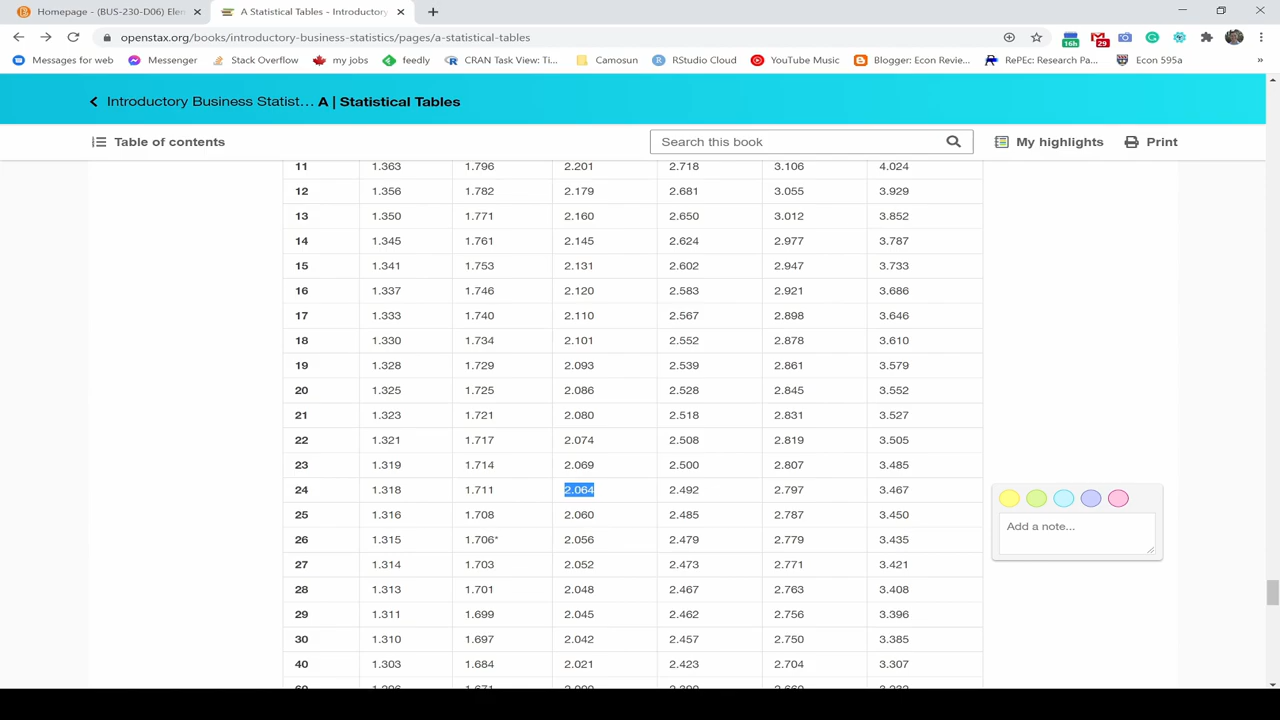 Homepage - (BUS-230-D06) Elen
A Statistical Tables - Introductory
openstax.org/books/introductory-business-statistics/pages/a-statistical-tables
16h
29
Messages for web Messenger Stack Overflow my jobs feedly CRAN Task View: Ti... Camosun RStudio Cloud YouTube Music Blogger: Econ Revie... RePEc: Research Pa... Econ 595a »
Introductory Business Statist... A | Statistical Tables
Table of contents Search this book My highlights Print
11 1.363 1.796 2.201 2.718 3.106 4.024
12 1.356 1.782 2.179 2.681 3.055 3.929
13 1.350 1.771 2.160 2.650 3.012 3.852
14 1.345 1.761 2.145 2.624 2.977 3.787
15 1.341 1.753 2.131 2.602 2.947 3.733
16 1.337 1.746 2.120 2.583 2.921 3.686
17 1.333 1.740 2.110 2.567 2.898 3.646
18 1.330 1.734 2.101 2.552 2.878 3.610
19 1.328 1.729 2.093 2.539 2.861 3.579
20 1.325 1.725 2.086 2.528 2.845 3.552
21 1.323 1.721 2.080 2.518 2.831 3.527
22 1.321 1.717 2.074 2.508 2.819 3.505
23 1.319 1.714 2.069 2.500 2.807 3.485
24 1.318 1.711 2.064 2.492 2.797 3.467
25 1.316 1.708 2.060 2.485 2.787 3.450
Add a note...
26 1.315 1.706* 2.056 2.479 2.779 3.435
27 1.314 1.703 2.052 2.473 2.771 3.421
28 1.313 1.701 2.048 2.467 2.763 3.408
29 1.311 1.699 2.045 2.462 2.756 3.396
30 1.310 1.697 2.042 2.457 2.750 3.385
40 1.303 1.684 2.021 2.423 2.704 3.307